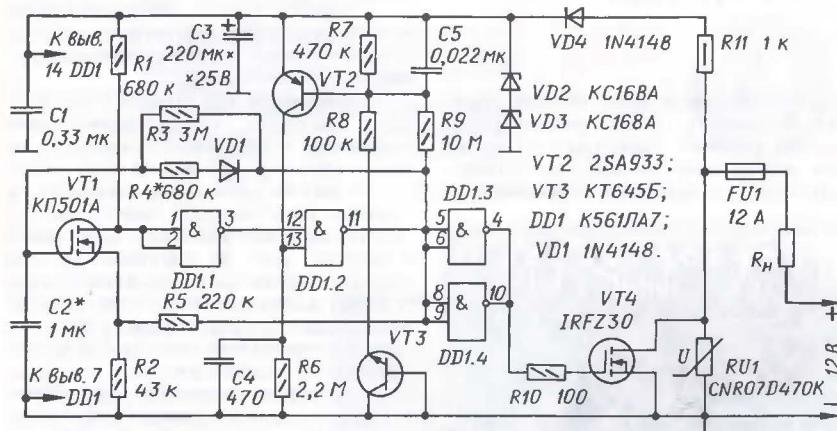 К выв.
14 DD1
R1
680 к
C3
+
220 мк×
×25 В
VT2
R7
470 к
C5
0,022 мк
VD4 1N4148
R11 1 к
C1
0,33 мк
R3 3 М
VD1
R4* 680 к
R8
100 к
R9
10 М
VD2 КС168А
VD3 КС168А
VT2 2SA933;
VT3 КТ645Б;
DD1 К561ЛА7;
VD1 1N4148.
FU1
12 А
Rн
VT1
КП501А
1
2
&
3
DD1.1
12
13
&
11
DD1.2
DD1.3
5
6
&
4
8
9
&
10
DD1.4
C2*
1 мк
R5 220 к
К выв. 7
DD1
R2
43 к
C4
470
R6
2,2 М
VT3
R10 100
VT4
IRFZ30
U
RU1
CNR07D470K
+
12 В
−